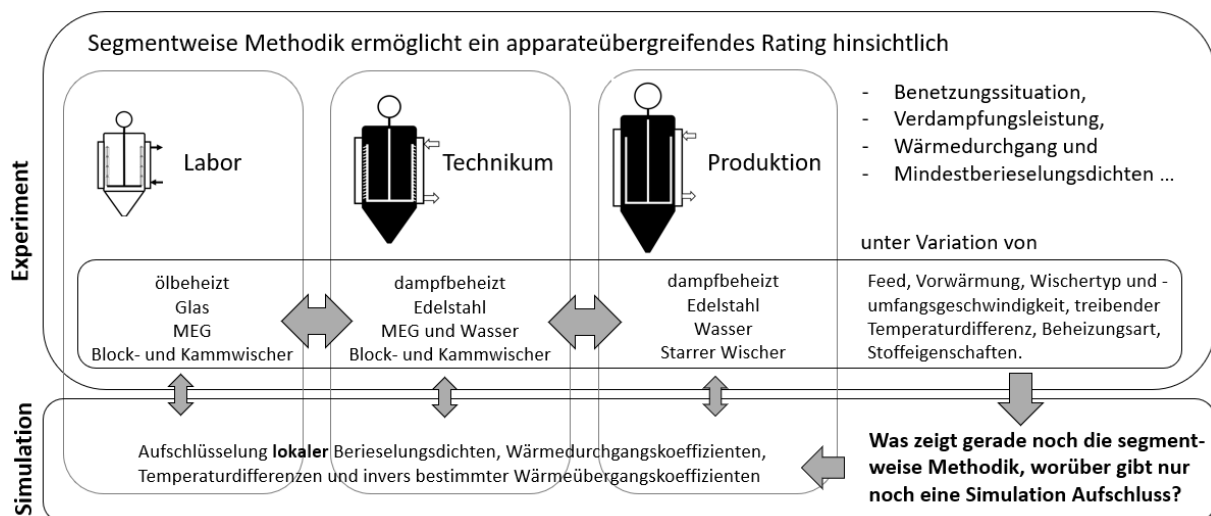 Segmentweise Methodik ermöglicht ein apparateübergreifendes Rating hinsichtlich
Experiment
Labor
Technikum
Produktion
- Benetzungssituation,
- Verdampfungsleistung,
- Wärmedurchgang und
- Mindestberieselungsdichten ...
unter Variation von
ölbeheizt
Glas
MEG
Block- und Kammwischer
dampfbeheizt
Edelstahl
MEG und Wasser
Block- und Kammwischer
dampfbeheizt
Edelstahl
Wasser
Starrer Wischer
Feed, Vorwärmung, Wischertyp und -
umfangsgeschwindigkeit, treibender
Temperaturdifferenz, Beheizungsart,
Stoffeigenschaften.
Simulation
Aufschlüsselung lokaler Berieselungsdichten, Wärmedurchgangskoeffizienten,
Temperaturdifferenzen und invers bestimmter Wärmeübergangskoeffizienten
Was zeigt gerade noch die segment-
weise Methodik, worüber gibt nur
noch eine Simulation Aufschluss?